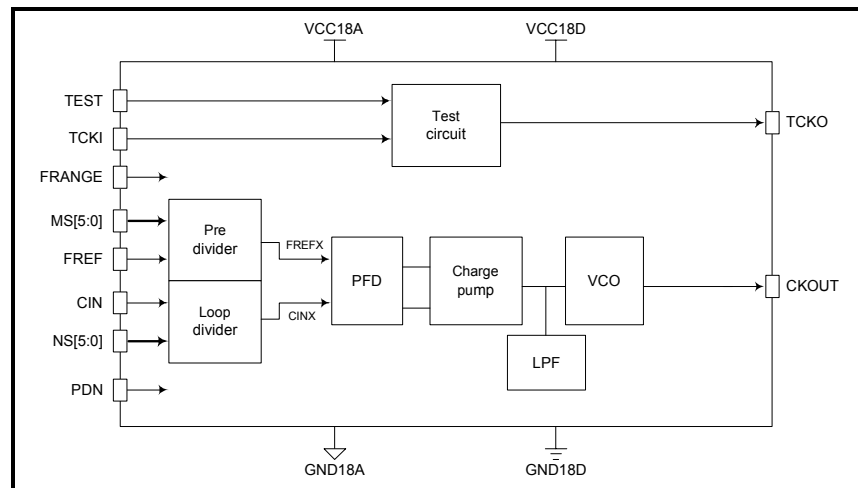 VCC18A
VCC18D
TEST
Test
circuit
TCKO
TCKI
FRANGE
MS[5:0]
Pre
divider
FREFX
FREF
PFD
Charge
pump
VCO
CKOUT
CIN
Loop
divider
CINX
NS[5:0]
LPF
PDN
GND18A
GND18D